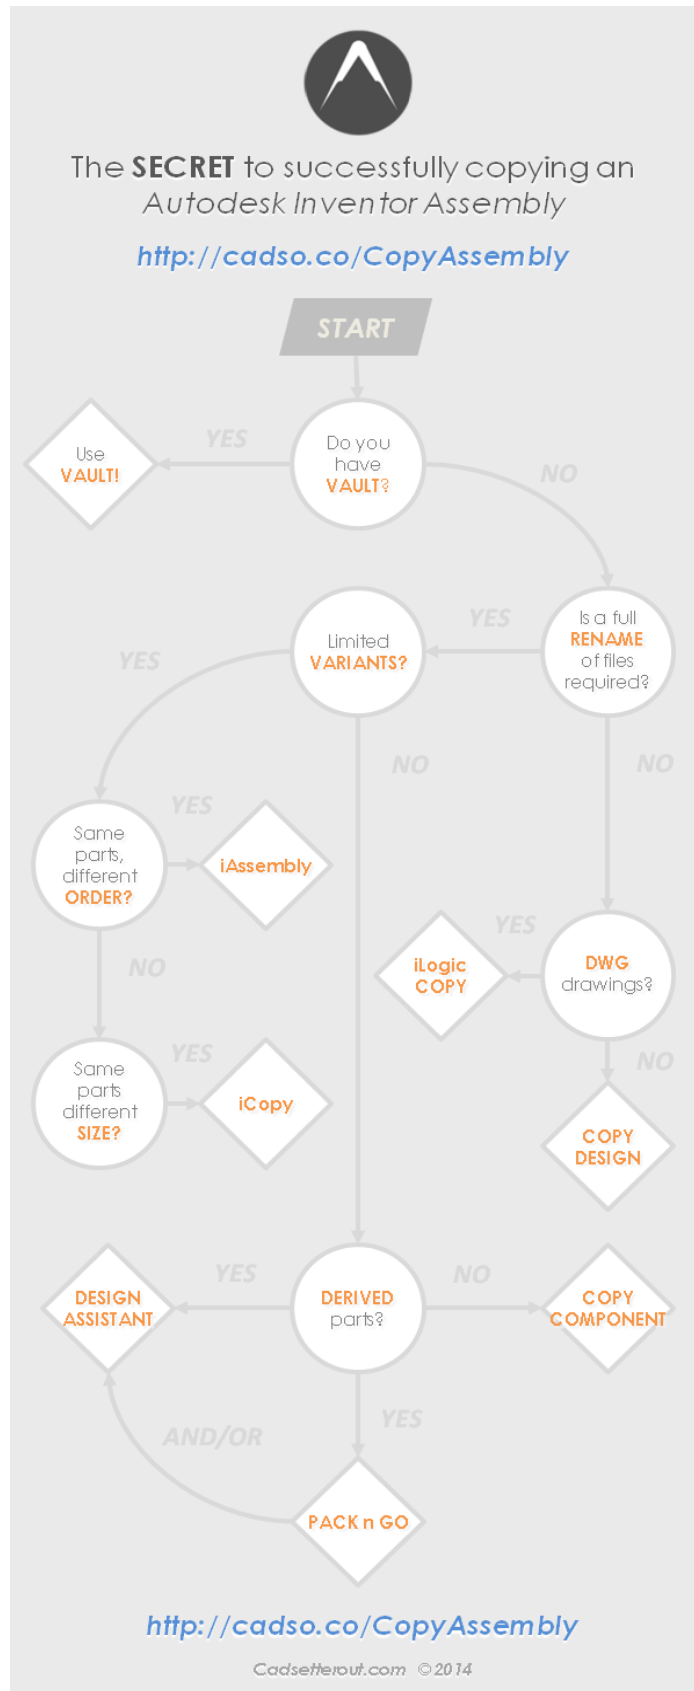 The SECRET to successfully copying an
Autodesk Inventor Assembly
http://cadso.co/CopyAssembly
START
Use
VAULT!
YES
Do you
have
VAULT?
NO
Is a full
RENAME
of files
required?
YES
Limited
VARIANTS?
YES
NO
NO
Same
parts,
different
ORDER?
YES
iAssembly
NO
YES
iLogic
COPY
DWG
drawings?
NO
Same
parts
different
SIZE?
YES
iCopy
COPY
DESIGN
DESIGN
ASSISTANT
YES
DERIVED
parts?
NO
COPY
COMPONENT
YES
AND/OR
PACK n GO
http://cadso.co/CopyAssembly
Cadsetterout.com ©2014